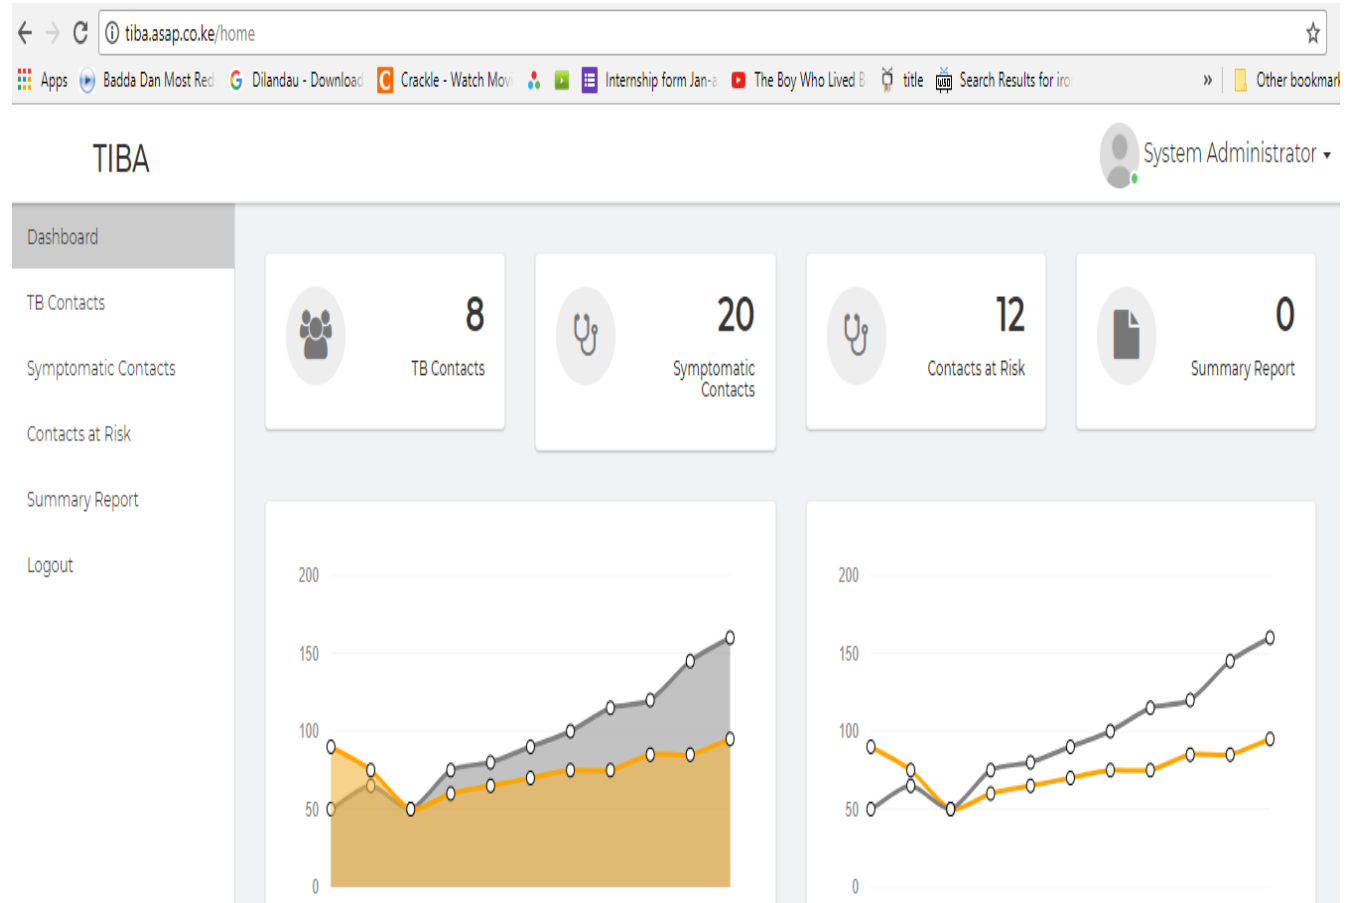 tiba.asap.co.ke/home
Apps Badda Dan Most Red Dilandau - Download Crackle - Watch Movi Internship form Jan-a The Boy Who Lived B title Search Results for iro » Other bookmark
TIBA
System Administrator
Dashboard
TB Contacts
Symptomatic Contacts
Contacts at Risk
Summary Report
Logout
8
TB Contacts
20
Symptomatic
Contacts
12
Contacts at Risk
0
Summary Report
200
150
100
50
0
200
150
100
50
0